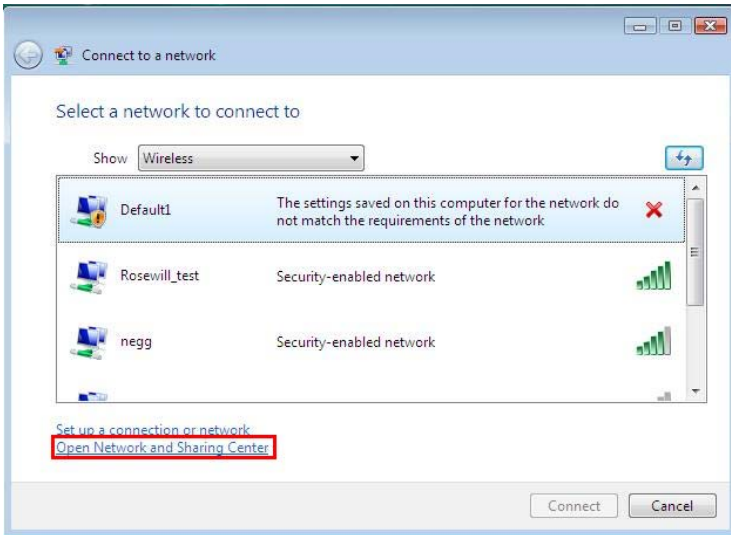 Connect to a network
Select a network to connect to
Show Wireless
Default1 The settings saved on this computer for the network do
not match the requirements of the network
Rosewill_test Security-enabled network
negg Security-enabled network
Set up a connection or network
Open Network and Sharing Center
Connect Cancel